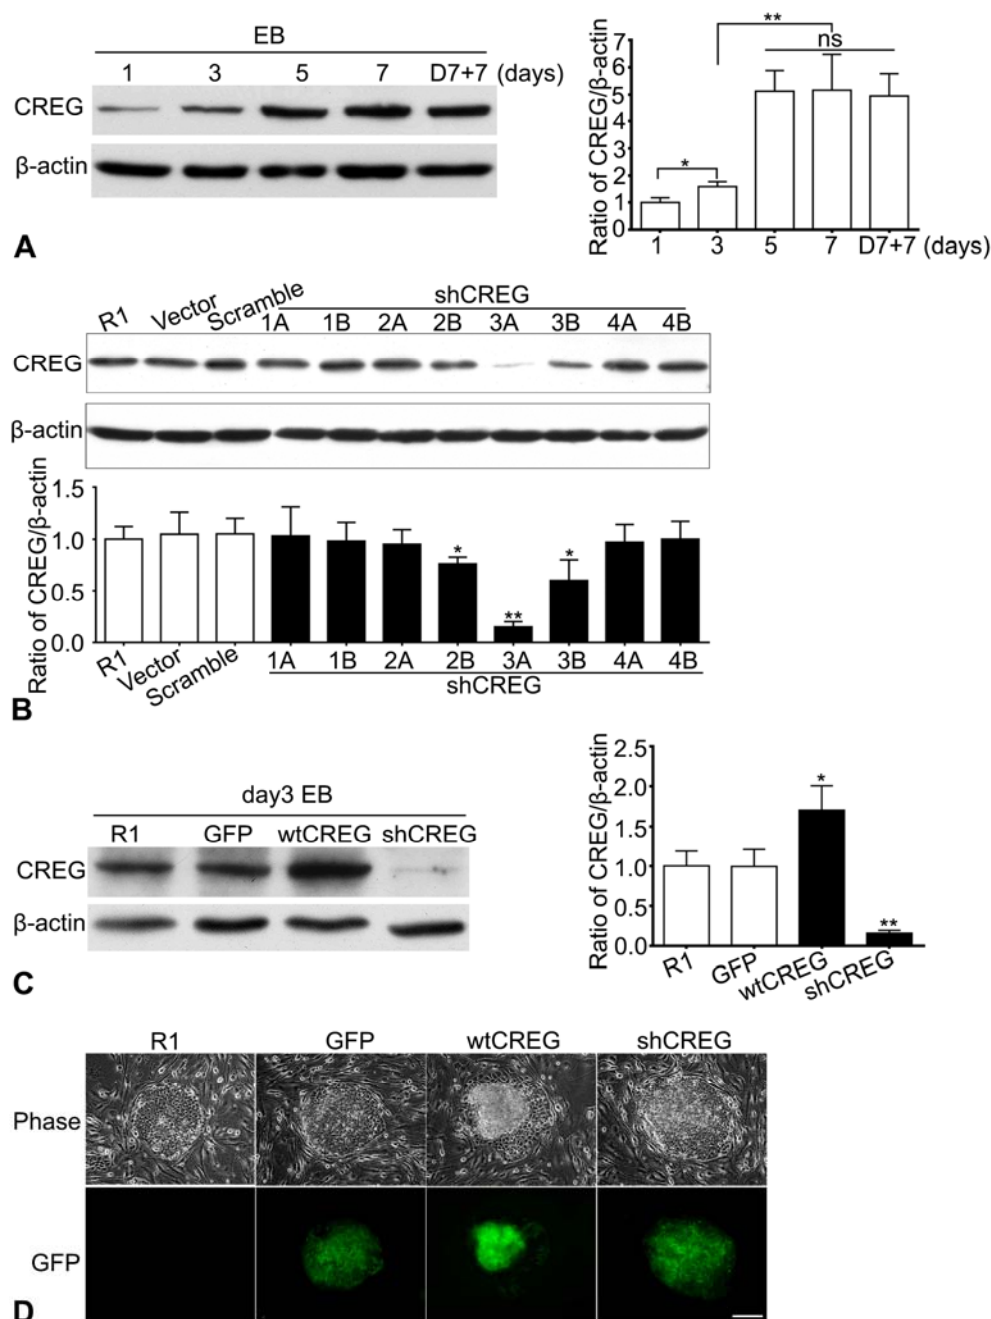 EB
1 3 5 7 D7+7 (days)
CREG
β-actin
Ratio of CREG/β-actin
7
6
5
4
3
2
1
0
**
ns
*
1 3 5 7 D7+7 (days)
A
R1 Vector Scramble shCREG
1A 1B 2A 2B 3A 3B 4A 4B
CREG
β-actin
Ratio of CREG/β-actin
1.5
1.0
0.5
0.0
* ** *
R1 Vector Scramble 1A 1B 2A 2B 3A 3B 4A 4B
shCREG
B
day3 EB
R1 GFP wtCREG shCREG
CREG
β-actin
Ratio of CREG/β-actin
2.5
2.0
1.5
1.0
0.5
0.0
*
**
R1 GFP wtCREG shCREG
C
R1 GFP wtCREG shCREG
Phase
GFP
D